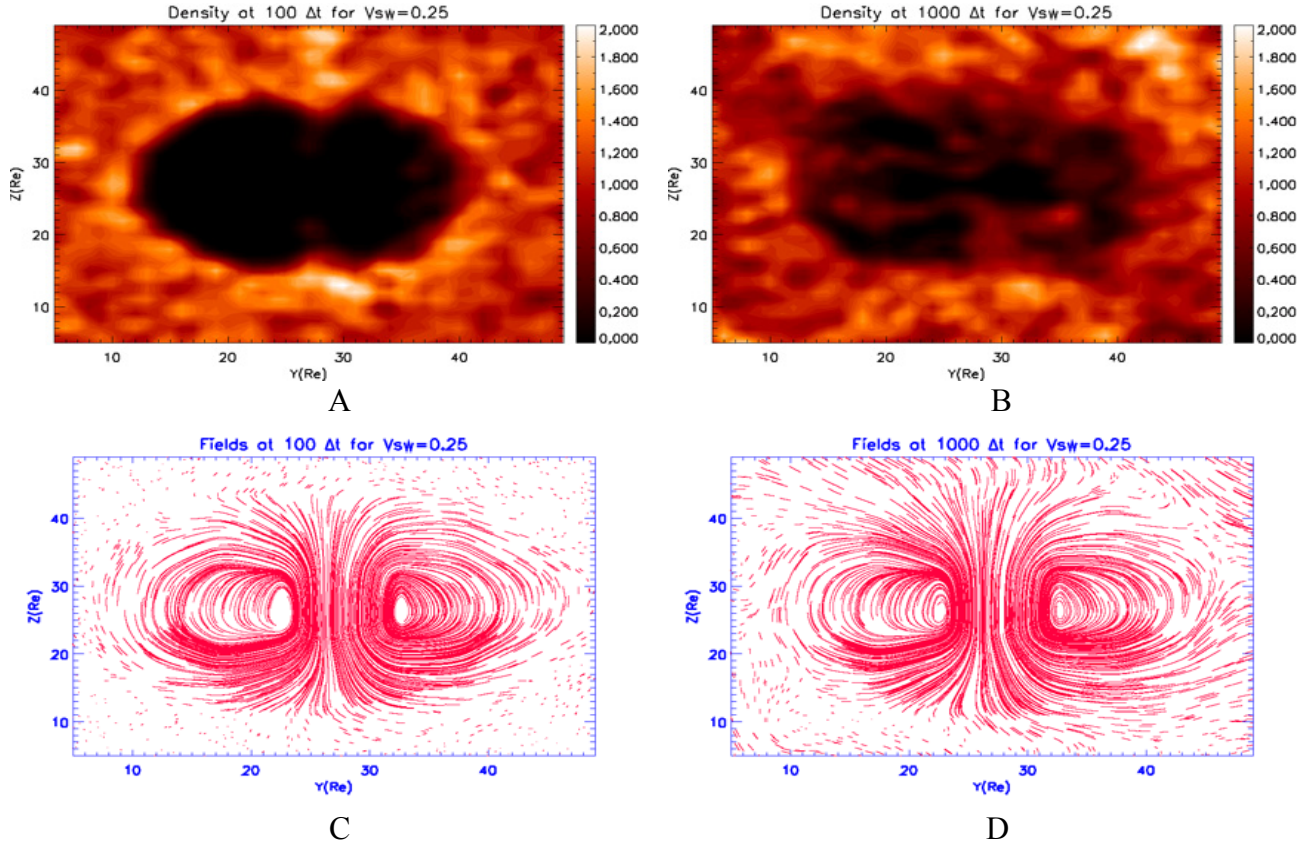 Density at 100 Δt for Vsw=0.25
Z(Re)
40
30
20
10
10 20 30 40
Y(Re)
2.000
1.800
1.600
1.400
1.200
1.000
0.800
0.600
0.400
0.200
0.000
A
Density at 1000 Δt for Vsw=0.25
Z(Re)
40
30
20
10
10 20 30 40
Y(Re)
2.000
1.800
1.600
1.400
1.200
1.000
0.800
0.600
0.400
0.200
0.000
B
Fields at 100 Δt for Vsw=0.25
Z(Re)
40
30
20
10
10 20 30 40
Y(Re)
C
Fields at 1000 Δt for Vsw=0.25
Z(Re)
40
30
20
10
10 20 30 40
Y(Re)
D